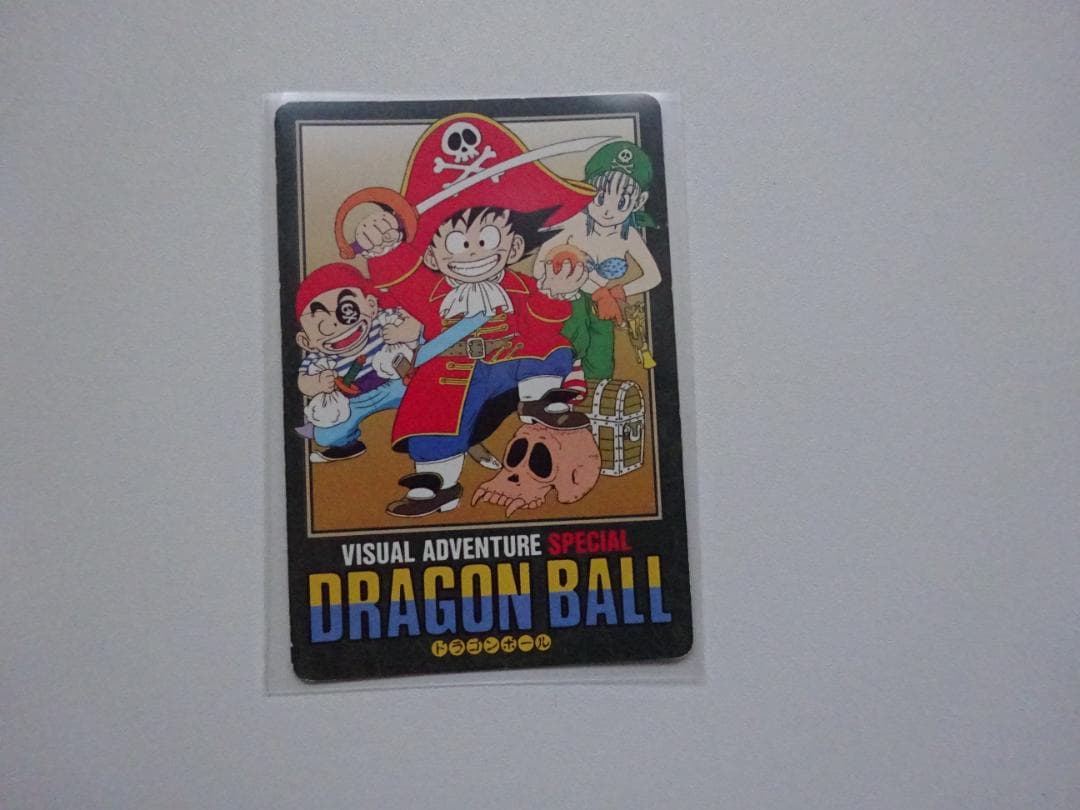 VISUAL ADVENTURE SPECIAL
DRAGON BALL
ドラゴンボール